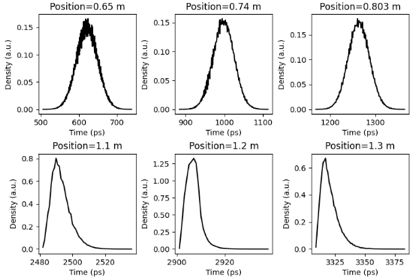 Position=0.65 m
Position=0.74 m
Position=0.803 m
Density (a.u.)
0.15
0.10
0.05
0.00
500
600
700
Time (ps)
Density (a.u.)
0.15
0.10
0.05
0.00
900
1000
1100
Time (ps)
Density (a.u.)
0.15
0.10
0.05
0.00
1200
1300
Time (ps)
Position=1.1 m
Position=1.2 m
Position=1.3 m
Density (a.u.)
0.8
0.6
0.4
0.2
0.0
2480
2500
2520
Time (ps)
Density (a.u.)
1.25
1.00
0.75
0.50
0.25
0.00
2900
2920
Time (ps)
Density (a.u.)
0.6
0.4
0.2
0.0
3325
3350
3375
Time (ps)